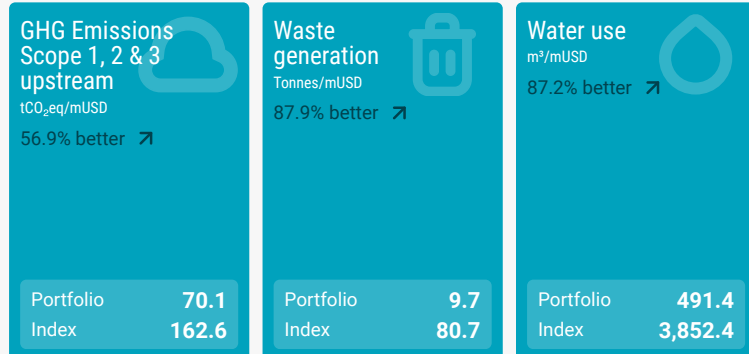 GHG Emissions
Scope 1, 2 & 3
upstream
tCO₂eq/mUSD
56.9% better
Portfolio 70.1
Index 162.6
Waste
generation
Tonnes/mUSD
87.9% better
Portfolio 9.7
Index 80.7
Water use
m³/mUSD
87.2% better
Portfolio 491.4
Index 3,852.4